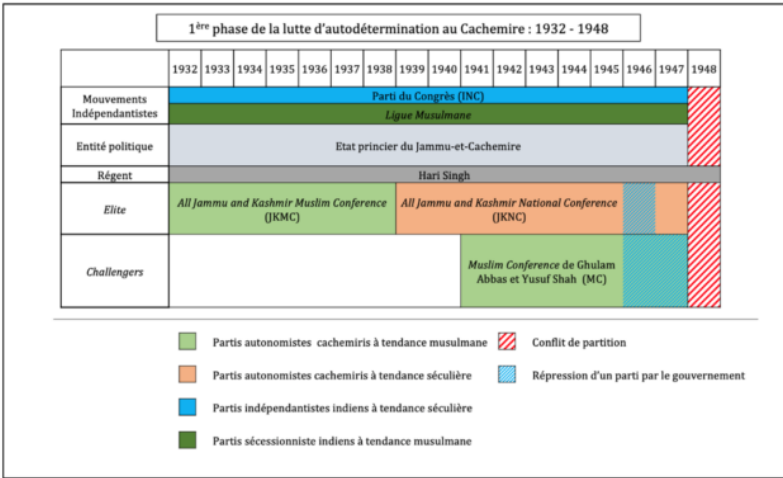 1ère phase de la lutte d'autodétermination au Cachemire : 1932 - 1948
1932 1933 1934 1935 1936 1937 1938 1939 1940 1941 1942 1943 1944 1945 1946 1947 1948
Mouvements
Indépendantistes
Parti du Congrès (INC)
Ligue Musulmane
Entité politique
Etat princier du Jammu-et-Cachemire
Régent
Hari Singh
Elite
All Jammu and Kashmir Muslim Conference
(JKMC)
All Jammu and Kashmir National Conference
(JKNC)
Challengers
Muslim Conference de Ghulam
Abbas et Yusuf Shah (MC)
Partis autonomistes cachemiris à tendance musulmane
Conflit de partition
Partis autonomistes cachemiris à tendance séculière
Répression d'un parti par le gouvernement
Partis indépendantistes indiens à tendance séculière
Partis sécessionniste indiens à tendance musulmane